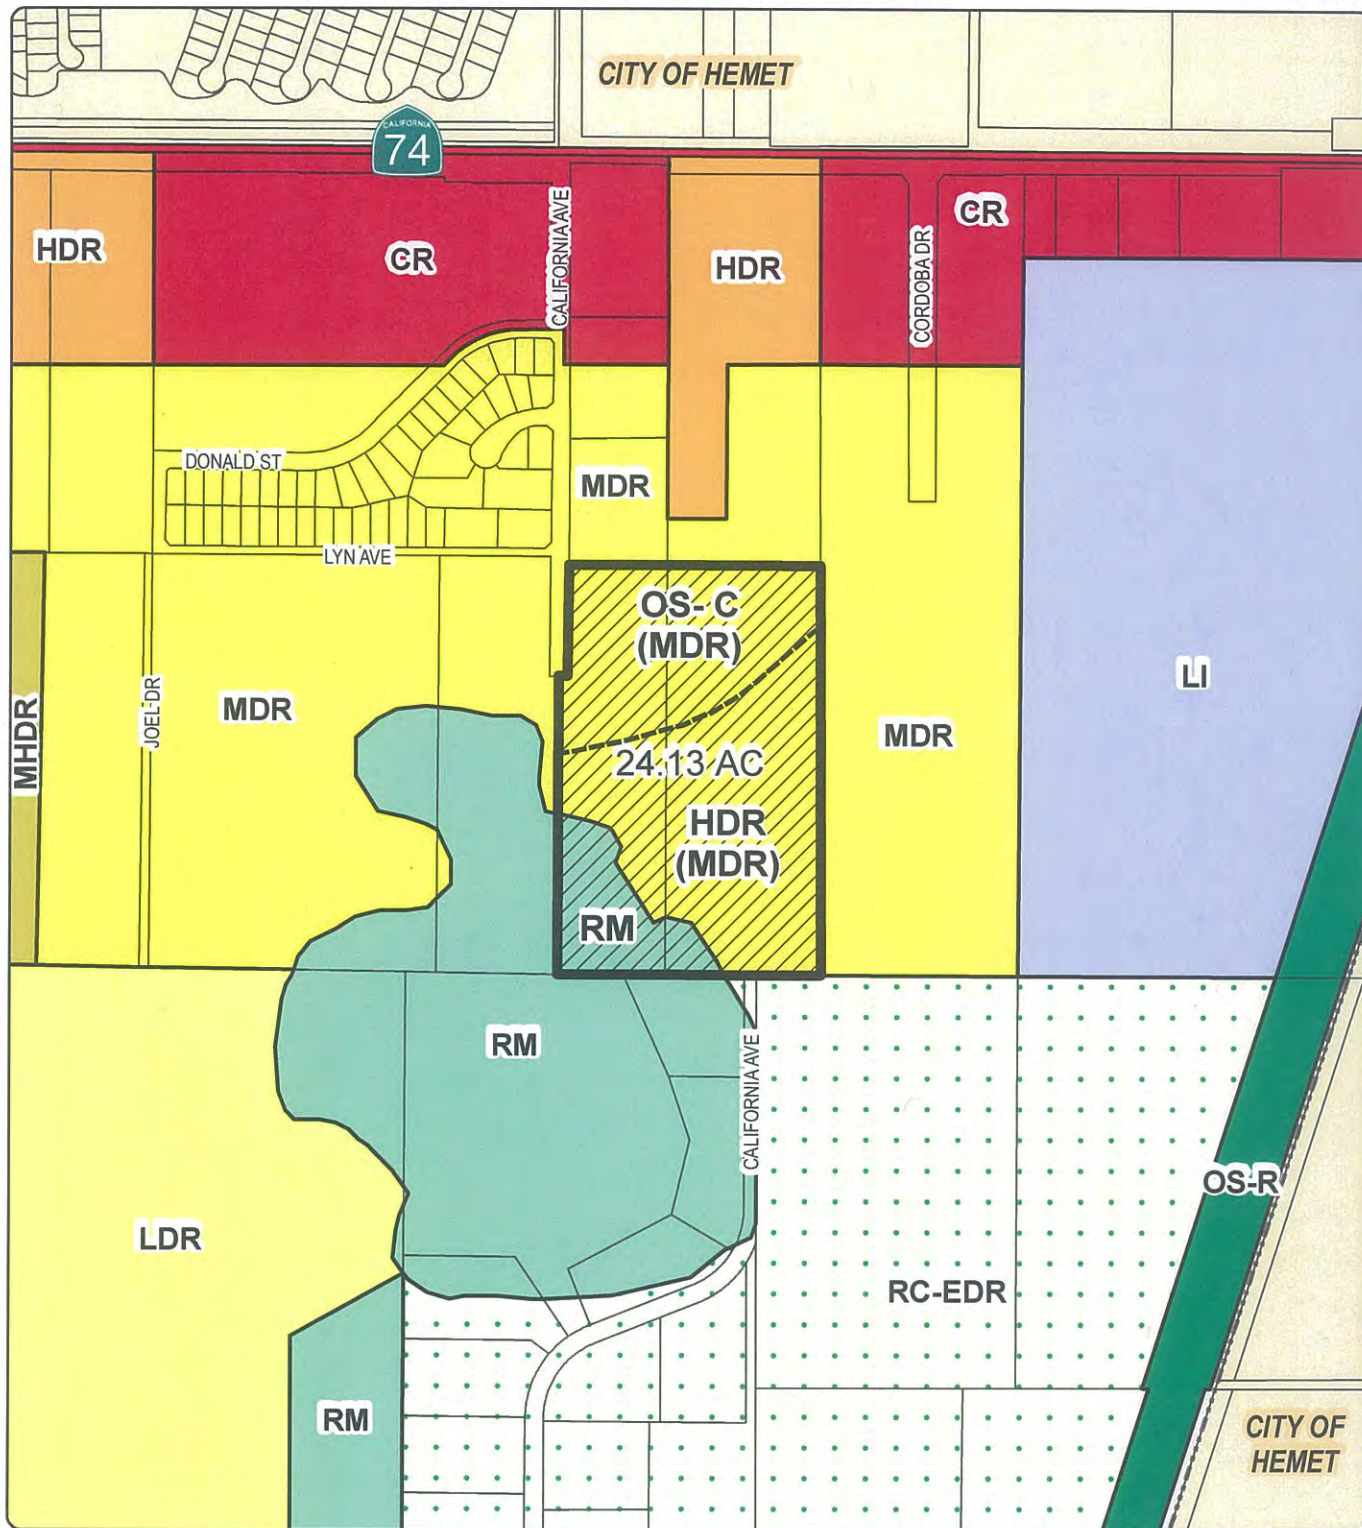 CITY OF HEMET
CALIFORNIA
74
HDR
CR
CALIFORNIA AVE
HDR
CORDOBA DR
CR
DONALD ST
MDR
LYN AVE
OS- C
(MDR)
MHDR
JOEL DR
MDR
24.13 AC
HDR
(MDR)
MDR
LI
RM
RM
CALIFORNIA AVE
OS-R
LDR
RC-EDR
RM
CITY OF
HEMET